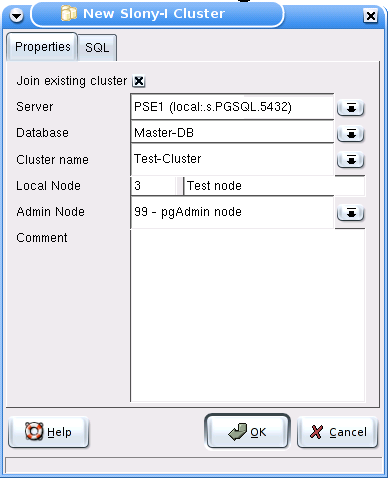 New Slony-I Cluster
Properties SQL
Join existing cluster
Server PSE1 (local:.s.PGSQL.5432)
Database Master-DB
Cluster name Test-Cluster
Local Node 3 Test node
Admin Node 99 - pgAdmin node
Comment
Help OK Cancel